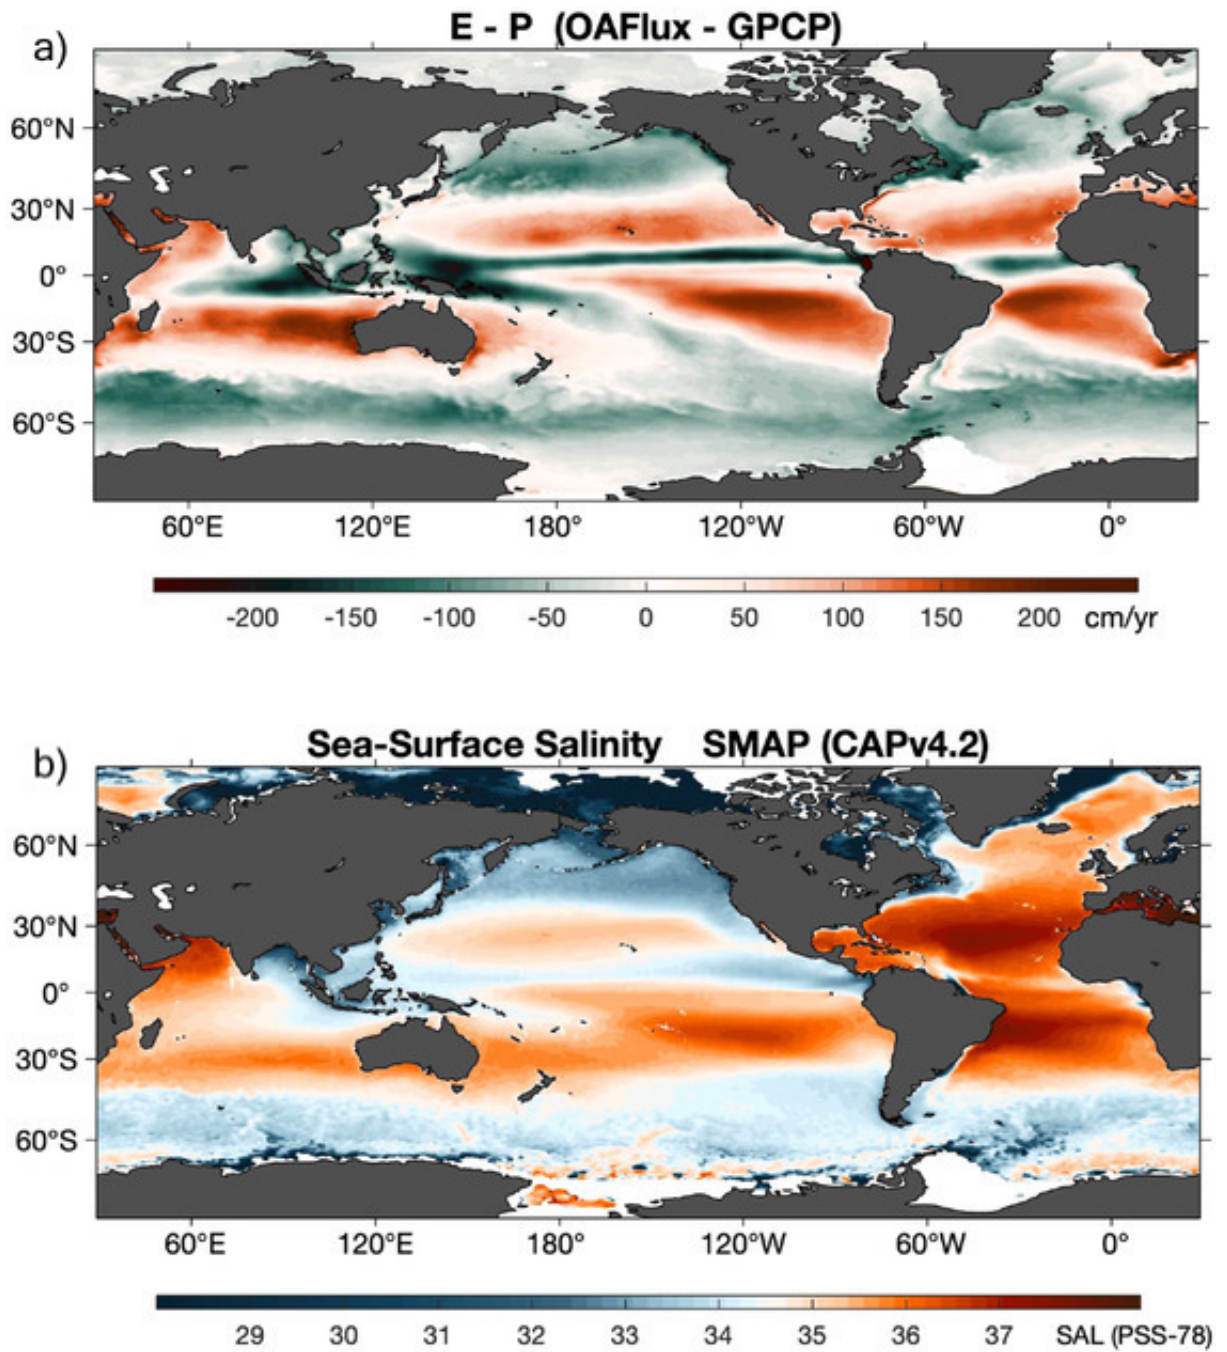 E - P (OAFlux - GPCP)
a)
60°N
30°N
0°
30°S
60°S
60°E 120°E 180° 120°W 60°W 0°
-200 -150 -100 -50 0 50 100 150 200 cm/yr
Sea-Surface Salinity SMAP (CAPv4.2)
b)
60°N
30°N
0°
30°S
60°S
60°E 120°E 180° 120°W 60°W 0°
29 30 31 32 33 34 35 36 37 SAL (PSS-78)